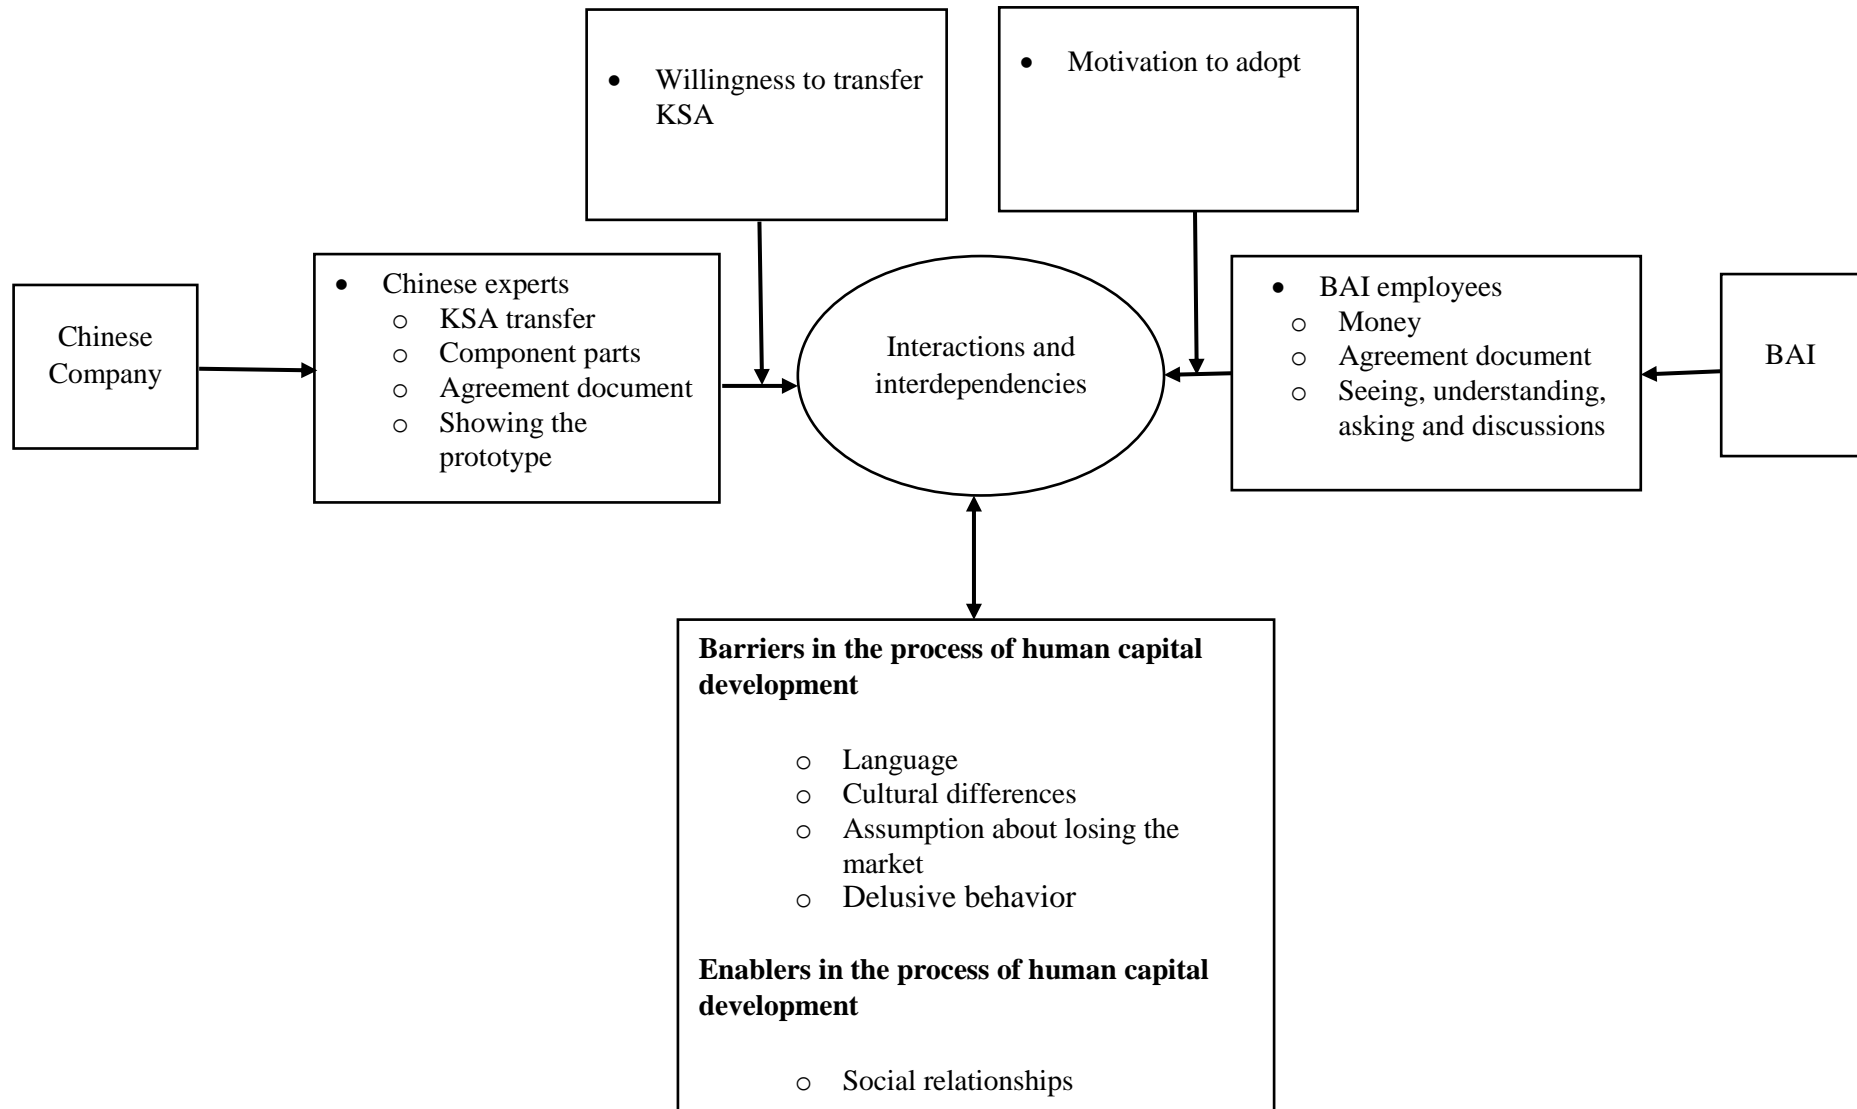 • Willingness to transfer
KSA
• Motivation to adopt
Chinese
Company
• Chinese experts
o KSA transfer
o Component parts
o Agreement document
o Showing the
prototype
Interactions and
interdependencies
• BAI employees
o Money
o Agreement document
o Seeing, understanding,
asking and discussions
BAI
Barriers in the process of human capital
development
o Language
o Cultural differences
o Assumption about losing the
market
o Delusive behavior
Enablers in the process of human capital
development
o Social relationships